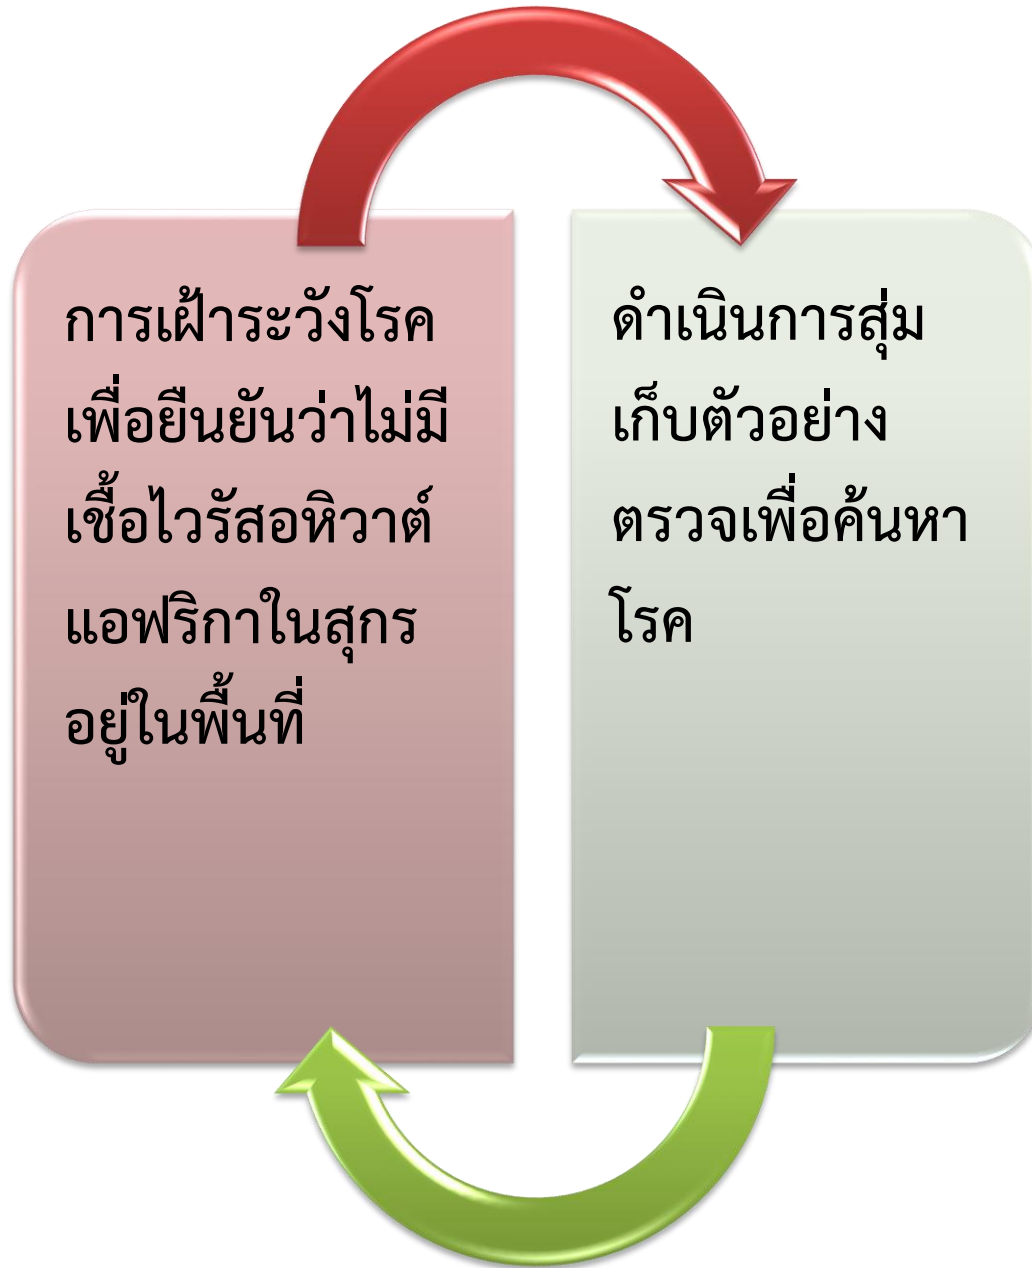 การเฝ้าระวังโรค
เพื่อยืนยันว่าไม่มี
เชื้อไวรัสอหิวาต์
แอฟริกาในสุกร
อยู่ในพื้นที่
ดำเนินการสุ่ม
เก็บตัวอย่าง
ตรวจเพื่อค้นหา
โรค